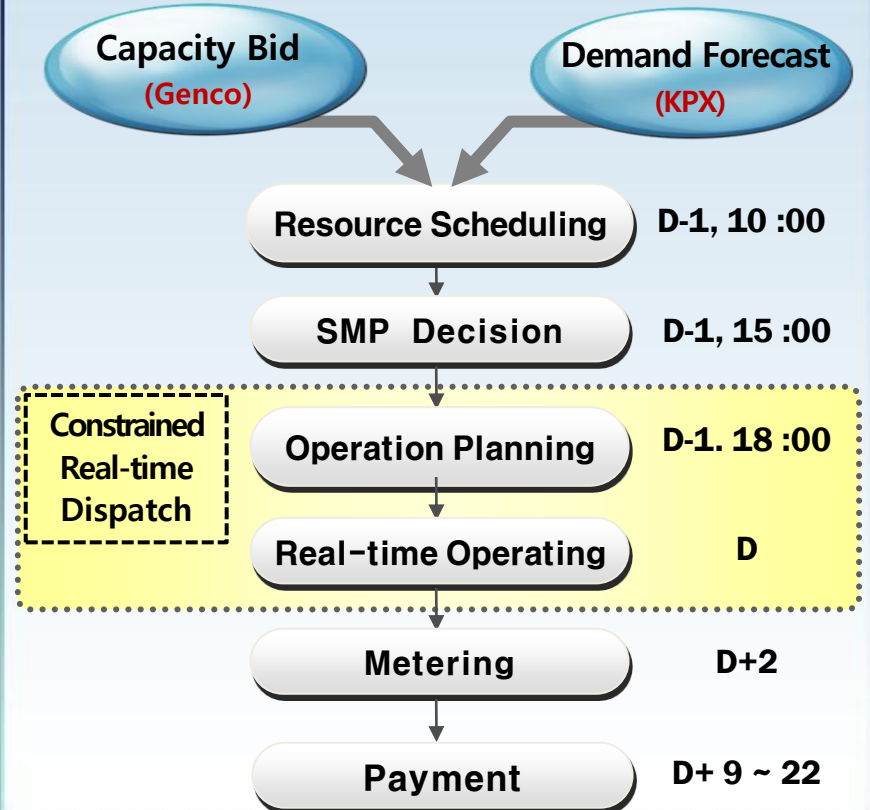 Capacity Bid
(Genco)
Demand Forecast
(KPX)
Resource Scheduling
D-1, 10 :00
SMP Decision
D-1, 15 :00
Constrained
Real-time
Dispatch
Operation Planning
D-1. 18 :00
Real-time Operating
D
Metering
D+2
Payment
D+ 9 ~ 22